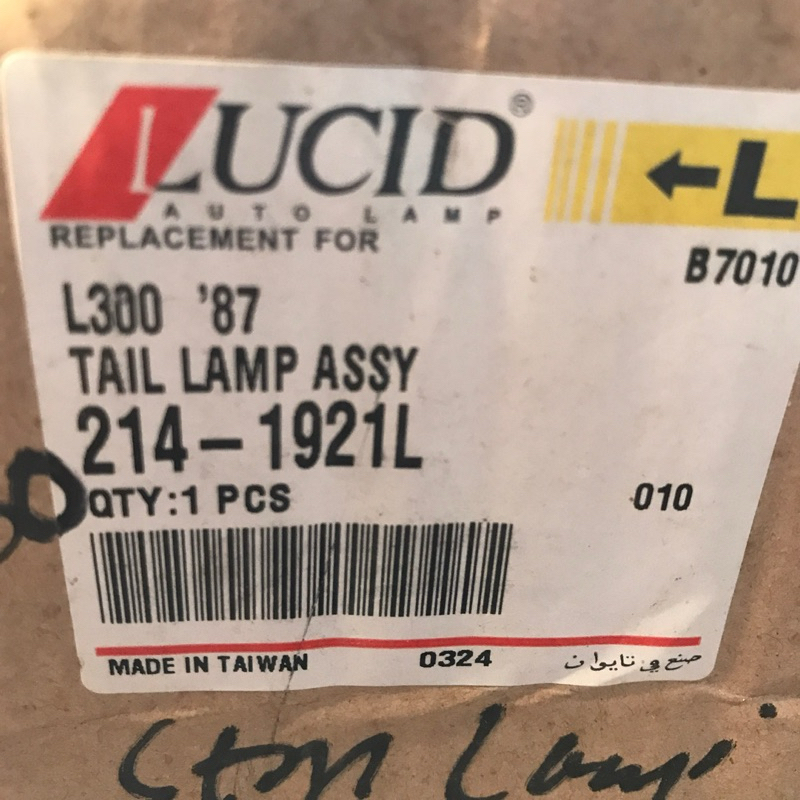 LUCID®
AUTO LAMP
REPLACEMENT FOR
L
B7010
L300 '87
TAIL LAMP ASSY
214-1921L
QTY:1 PCS
010
MADE IN TAIWAN
0324
صنع في تايوان
Lamp